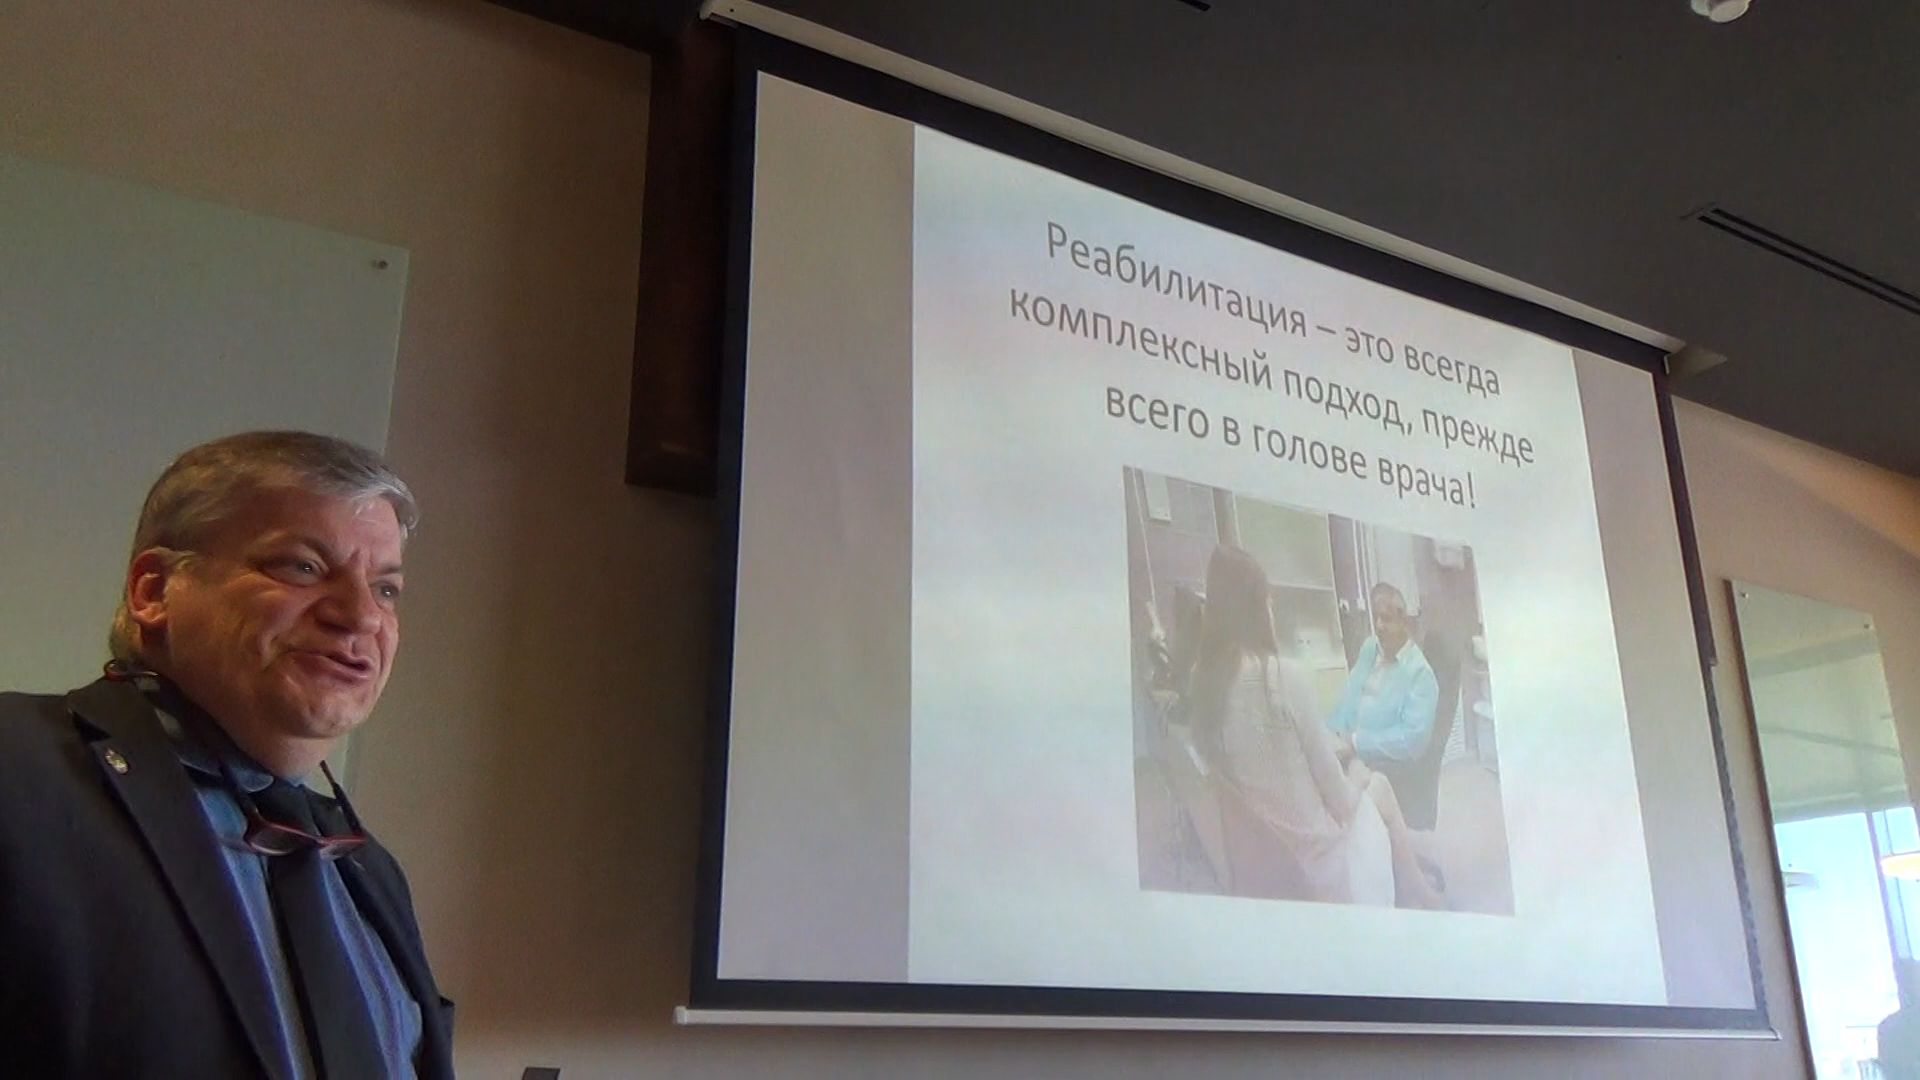 Реабилитация – это всегда
комплексный подход, прежде
всего в голове врача!